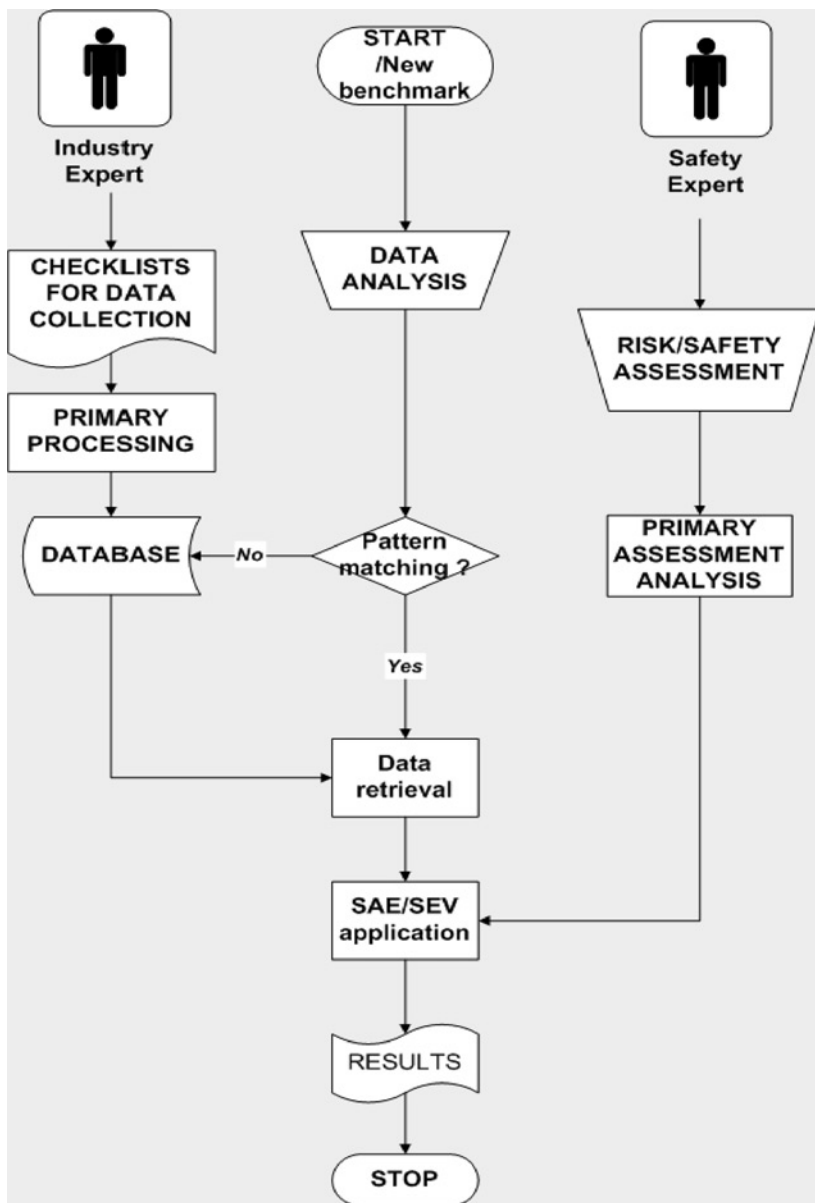 START
/New
benchmark
Industry
Expert
Safety
Expert
CHECKLISTS
FOR DATA
COLLECTION
DATA
ANALYSIS
RISK/SAFETY
ASSESSMENT
PRIMARY
PROCESSING
DATABASE
No
Pattern
matching ?
PRIMARY
ASSESSMENT
ANALYSIS
Yes
Data
retrieval
SAE/SEV
application
RESULTS
STOP